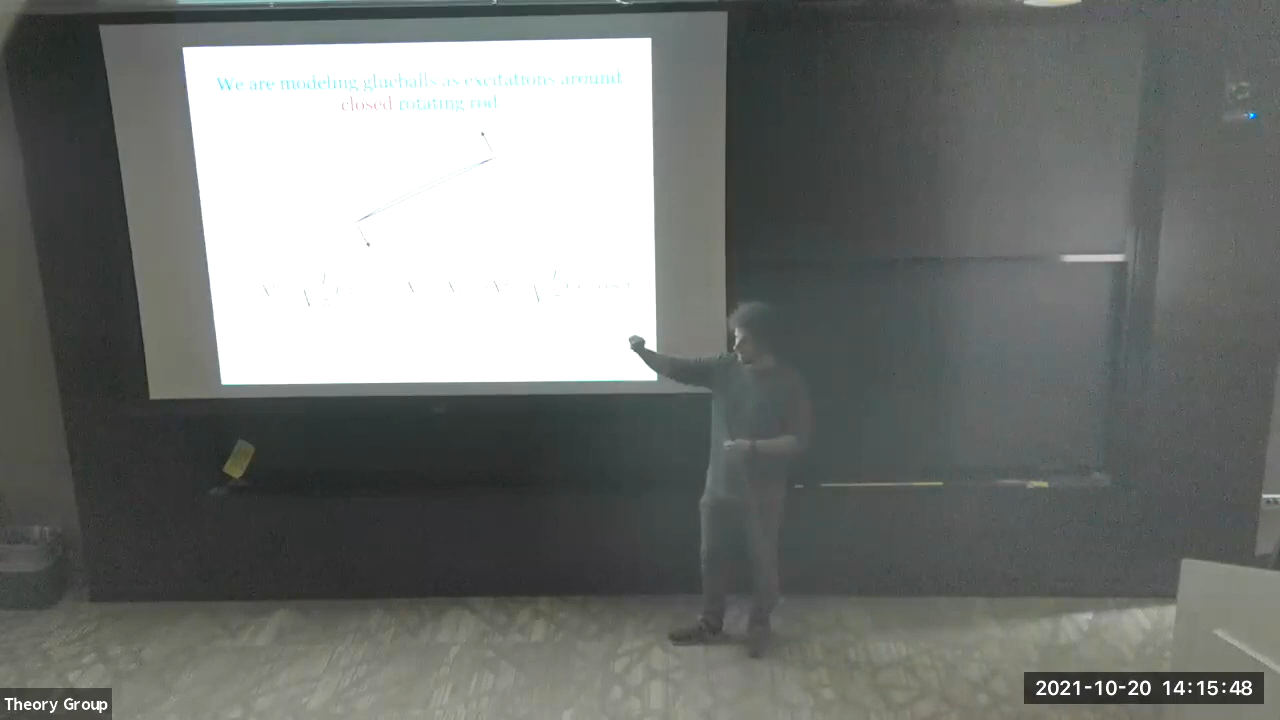 We are modeling glueballs as excitations around
closed rotating rod
Theory Group
2021-10-20 14:15:48